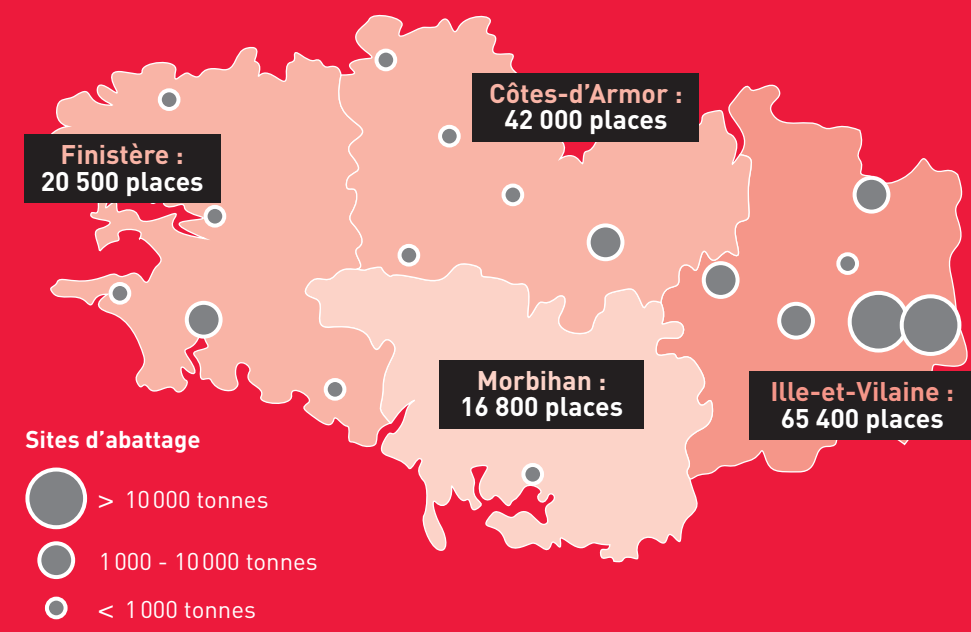 Côtes-d'Armor :
42 000 places
Finistère :
20 500 places
Morbihan :
16 800 places
Ille-et-Vilaine :
65 400 places
Sites d'abattage
> 10 000 tonnes
1 000 - 10 000 tonnes
< 1 000 tonnes